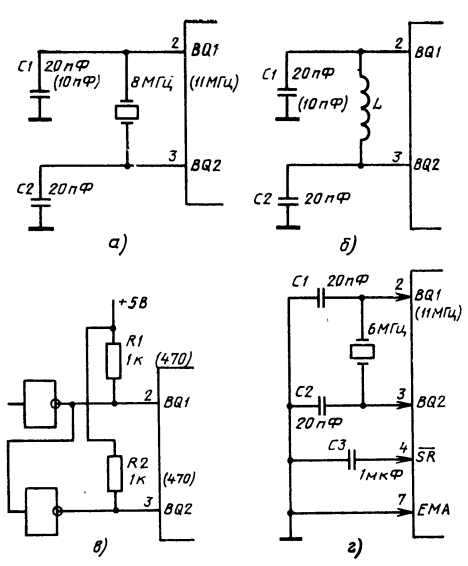 2 BQ1
C1 20пФ
(10пФ)
8МГц (11МГц)
3 BQ2
C2 20пФ
а)
2 BQ1
C1 20пФ
(10пФ)
L
3 BQ2
C2 20пФ
б)
+5В
R1
1к (470)
2 BQ1
R2
1к (470)
3 BQ2
в)
C1 20пФ
2 BQ1
(11МГц)
6МГц
C2
20пФ
3 BQ2
C3
1мкФ
4 SR
7 EMA
г)